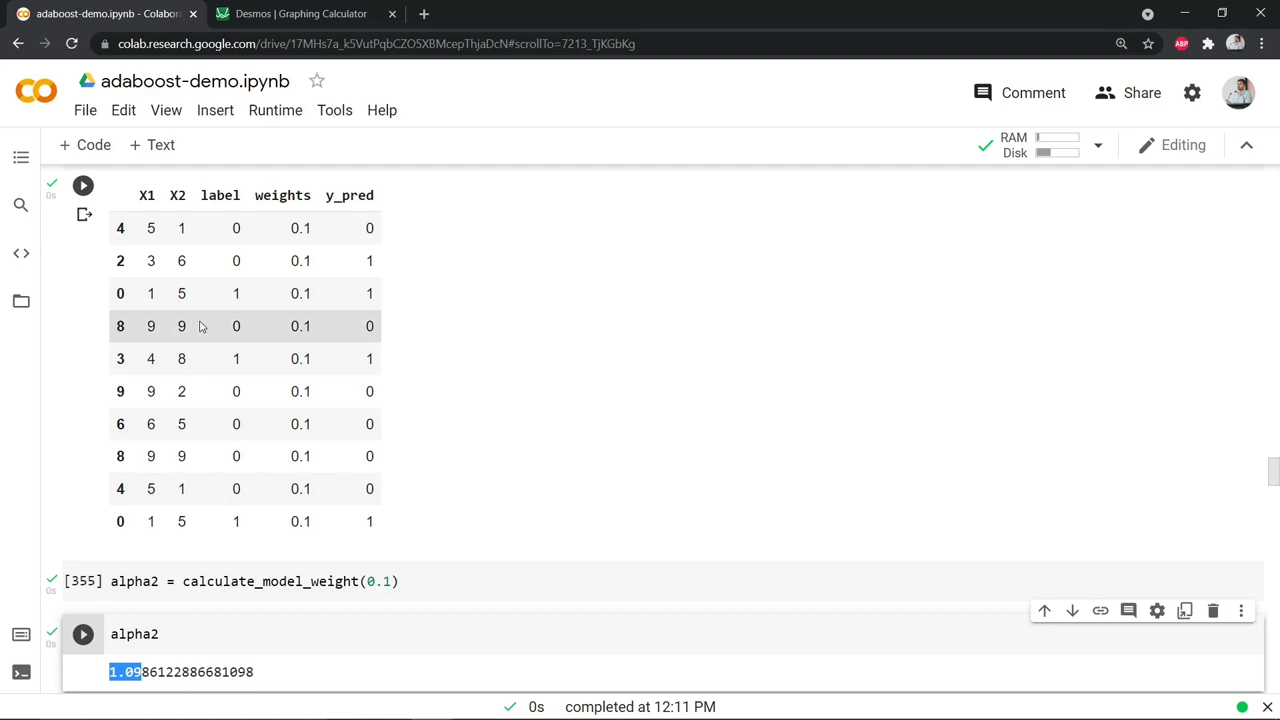 adaboost-demo.ipynb - Colabora
Desmos | Graphing Calculator
colab.research.google.com/drive/17MHs7a_k5VutPqbCZO5XBMcepThjaDcN#scrollTo=7213_TjKGbKg
ABP
adaboost-demo.ipynb
Comment
Share
File Edit View Insert Runtime Tools Help
+ Code + Text
RAM
Disk
Editing
0s
X1 X2 label weights y_pred
4 5 1 0 0.1 0
2 3 6 0 0.1 1
0 1 5 1 0.1 1
8 9 9 0 0.1 0
3 4 8 1 0.1 1
9 9 2 0 0.1 0
6 6 5 0 0.1 0
8 9 9 0 0.1 0
4 5 1 0 0.1 0
0 1 5 1 0.1 1
[355] alpha2 = calculate_model_weight(0.1)
0s
alpha2
0s
1.0986122886681098
0s completed at 12:11 PM